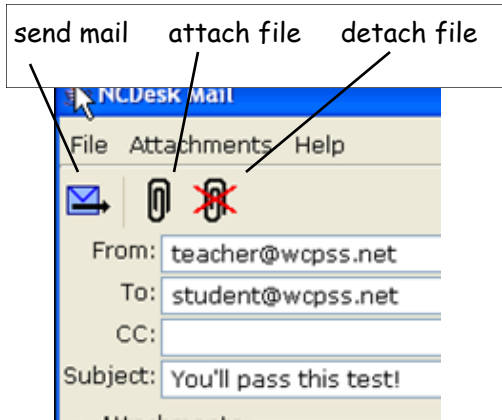 send mail attach file detach file
NCDesk Mail
File Attachments Help
From: teacher@wcpss.net
To: student@wcpss.net
CC:
Subject: You'll pass this test!